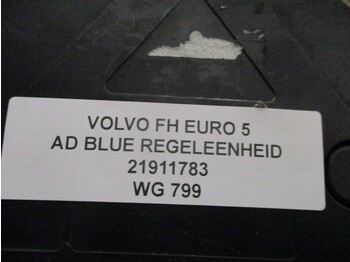 VOLVO FH EURO 5
AD BLUE REGELEENHEID
21911783
WG 799